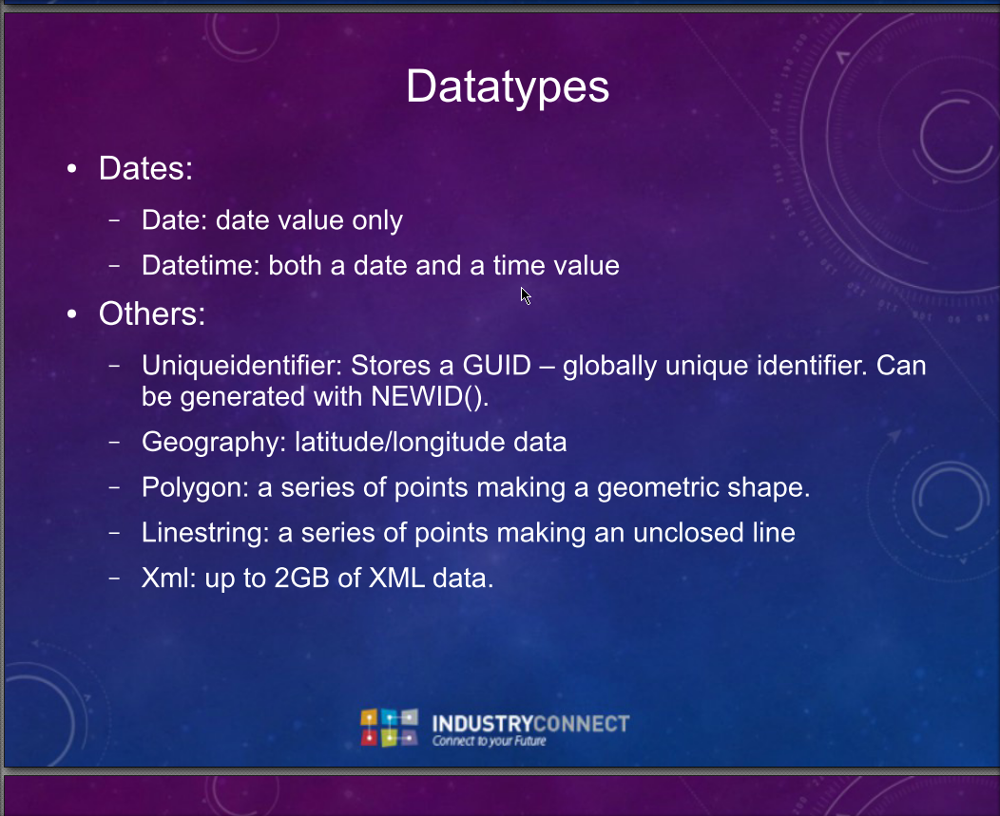 Datatypes
• Dates:
– Date: date value only
– Datetime: both a date and a time value
• Others:
– Uniqueidentifier: Stores a GUID – globally unique identifier. Can
be generated with NEWID().
– Geography: latitude/longitude data
– Polygon: a series of points making a geometric shape.
– Linestring: a series of points making an unclosed line
– Xml: up to 2GB of XML data.
INDUSTRYCONNECT
Connect to your Future